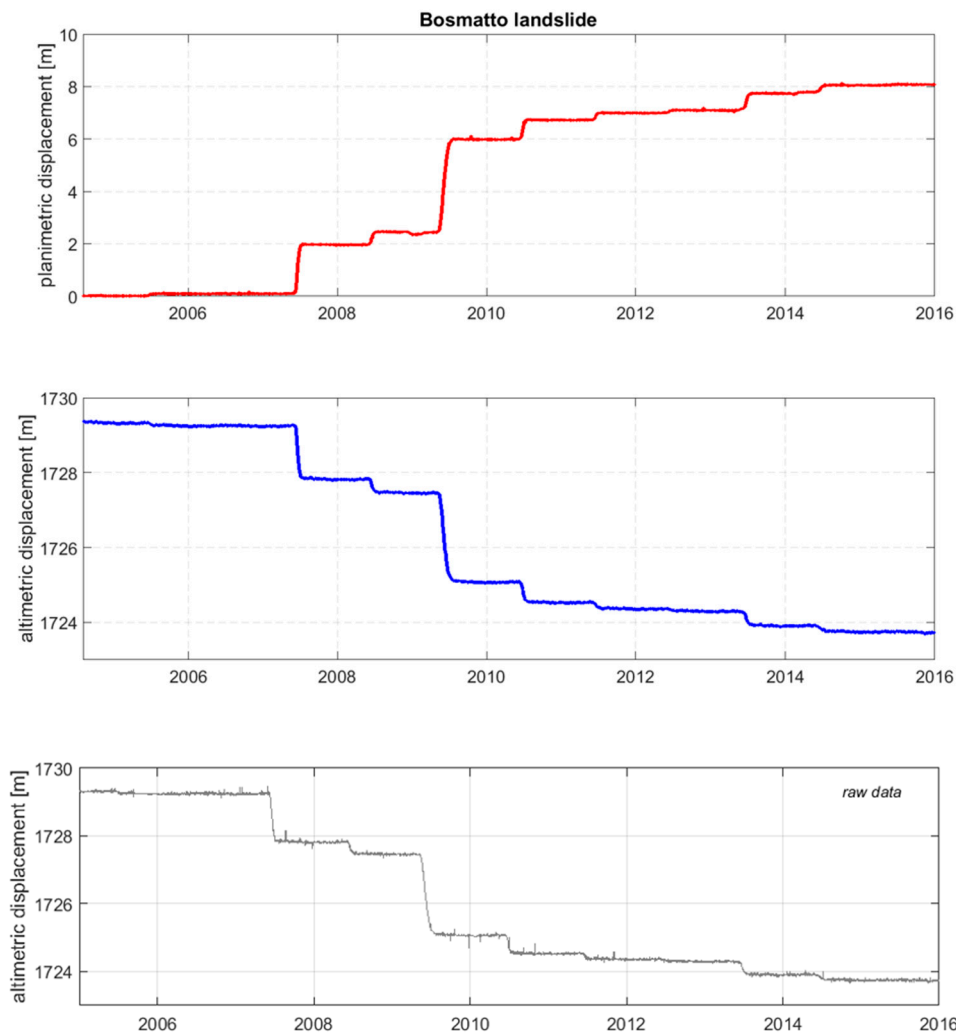 Bosmatto landslide
planimetric displacement [m]
10
8
6
4
2
0
2006 2008 2010 2012 2014 2016
altimetric displacement [m]
1730
1728
1726
1724
2006 2008 2010 2012 2014 2016
altimetric displacement [m]
1730
raw data
1728
1726
1724
2006 2008 2010 2012 2014 2016